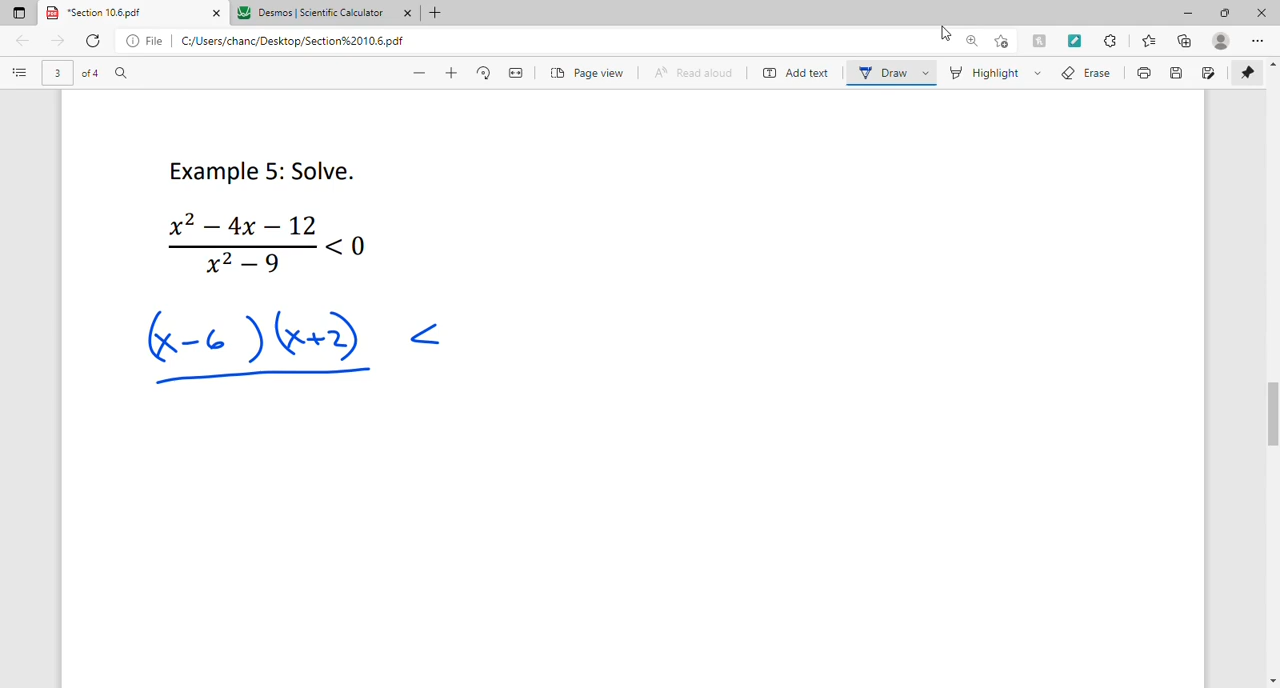 *Section 10.6.pdf
Desmos | Scientific Calculator
File | C:/Users/chanc/Desktop/Section%2010.6.pdf
3 of 4
Page view
Read aloud
Add text
Draw
Highlight
Erase
Example 5: Solve.
x² − 4x − 12
< 0
x² − 9
(x−6 )(x+2) <